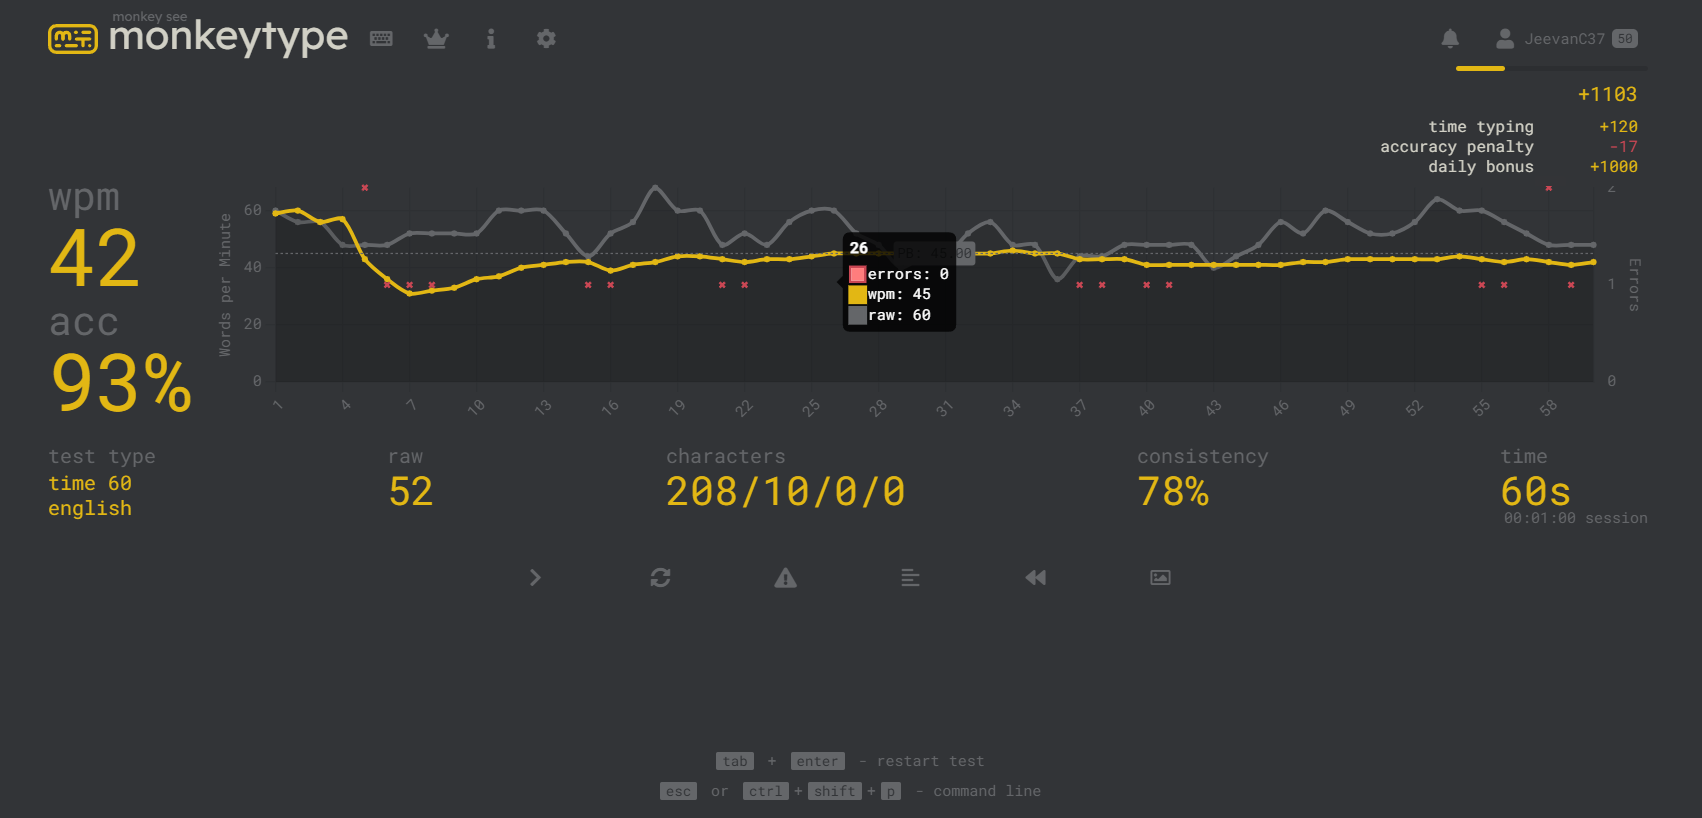 monkey see
monkeytype
JeevanC37 50
+1103
time typing +120
accuracy penalty -17
daily bonus +1000
wpm
42
acc
93%
Words per Minute
60
40
20
0
PB: 45.00
26
errors: 0
wpm: 45
raw: 60
2
1
0
Errors
1 4 7 10 13 16 19 22 25 28 31 34 37 40 43 46 49 52 55 58
test type
time 60
english
raw
52
characters
208/10/0/0
consistency
78%
time
60s
00:01:00 session
tab + enter - restart test
esc or ctrl + shift + p - command line